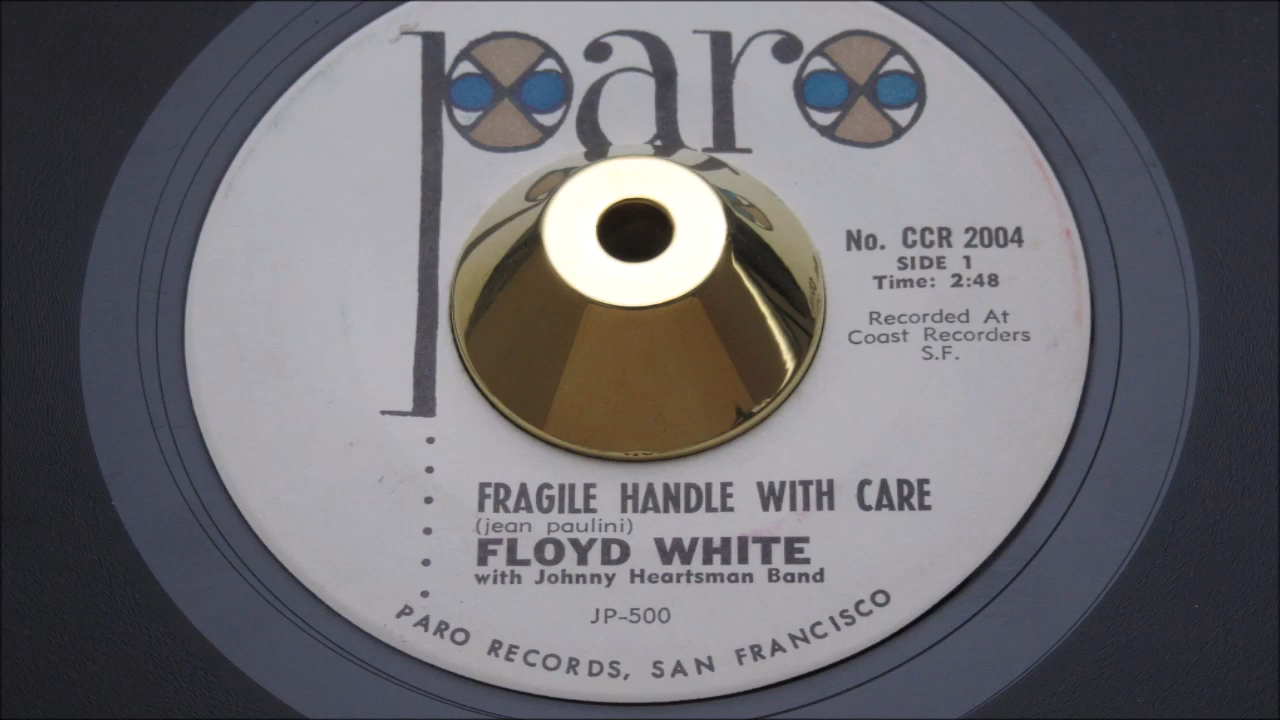 paro
No. CCR 2004
SIDE 1
Time: 2:48
Recorded At
Coast Recorders
S.F.
FRAGILE HANDLE WITH CARE
(jean paulini)
FLOYD WHITE
with Johnny Heartsman Band
JP-500
PARO RECORDS, SAN FRANCISCO